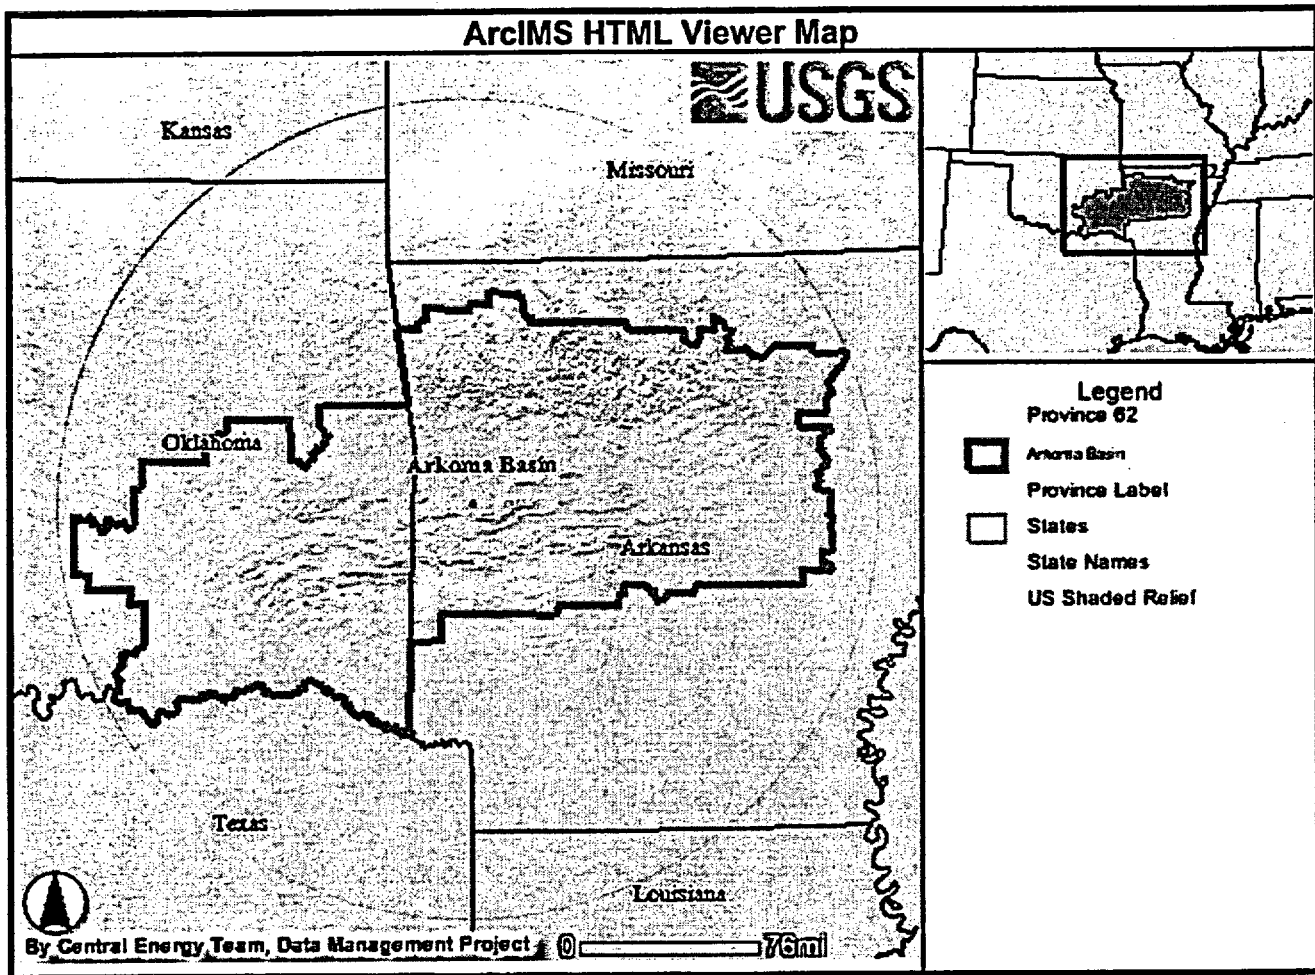 ArcIMS HTML Viewer Map
USGS
Kansas
Missouri
Oklahoma
Arkoma Basin
Arkansas
Texas
Louisiana
By Central Energy Team, Data Management Project
0 76mi
Legend
Province 62
Arkoma Basin
Province Label
States
State Names
US Shaded Relief